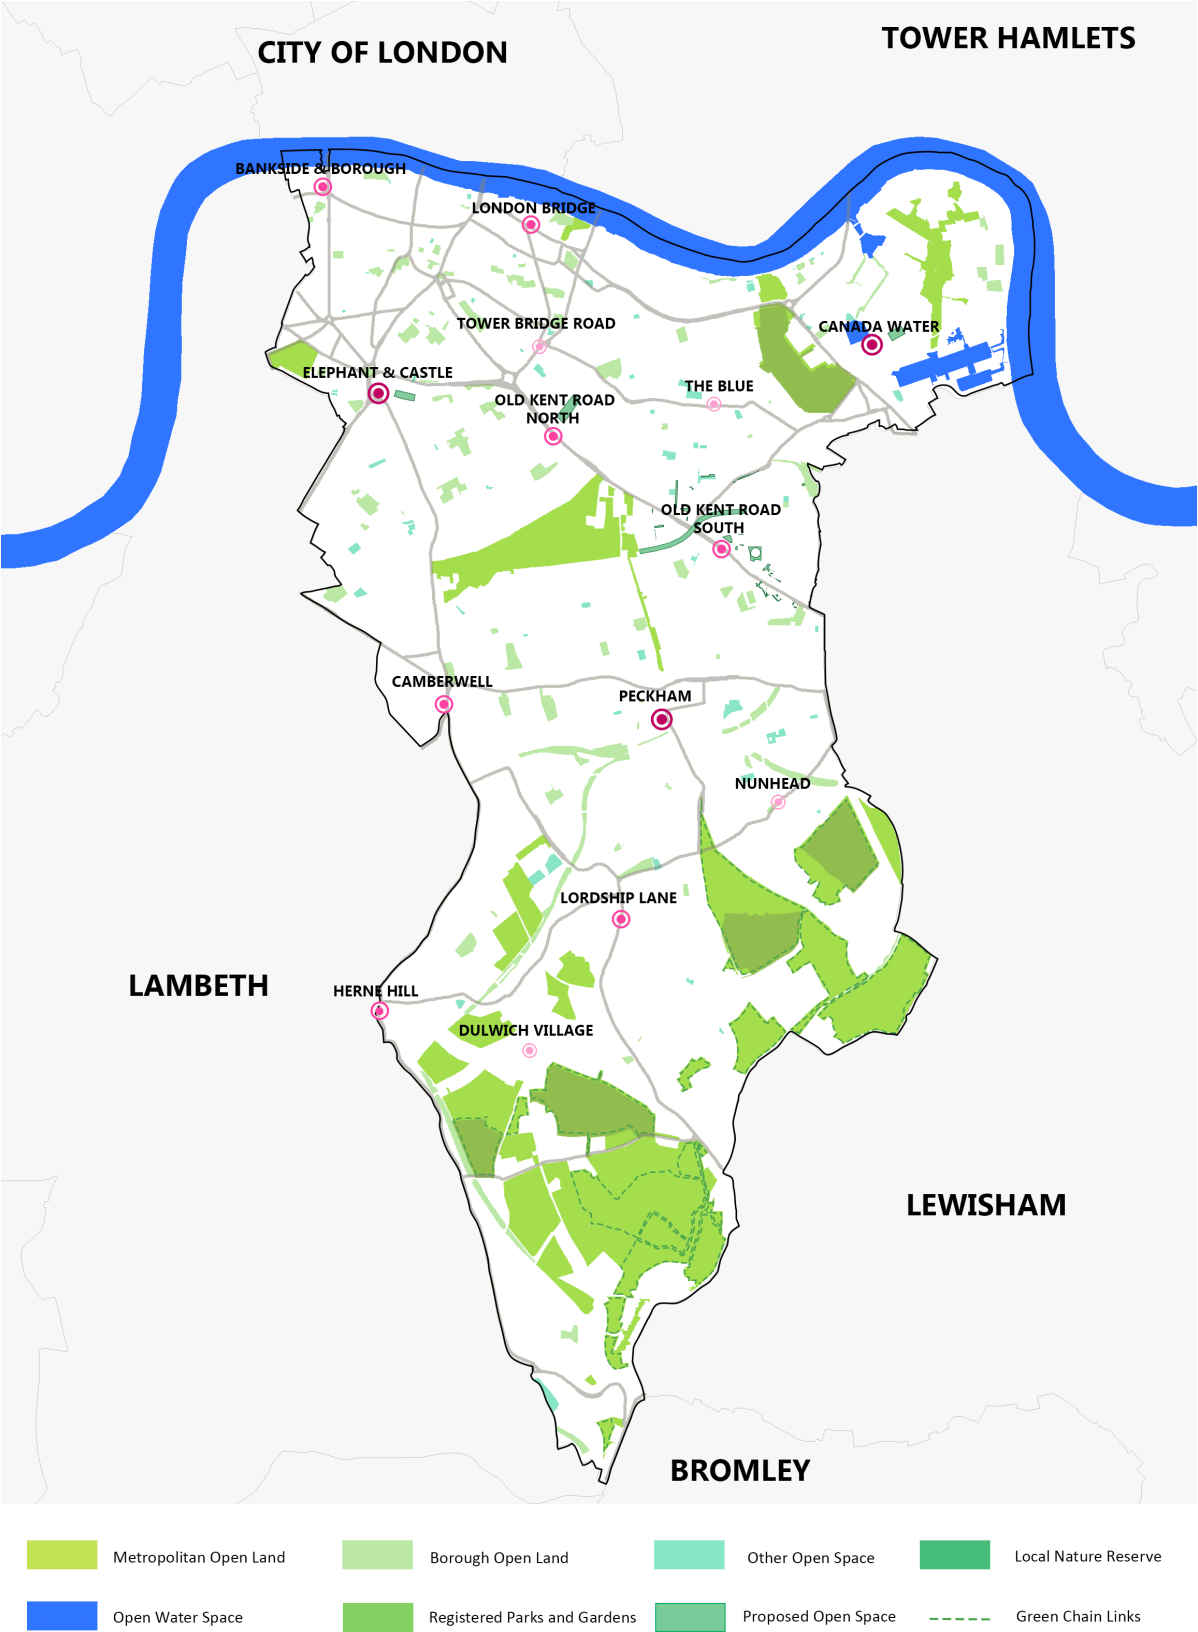 CITY OF LONDON
TOWER HAMLETS
BANKSIDE & BOROUGH
LONDON BRIDGE
TOWER BRIDGE ROAD
CANADA WATER
ELEPHANT & CASTLE
THE BLUE
OLD KENT ROAD
NORTH
OLD KENT ROAD
SOUTH
CAMBERWELL
PECKHAM
NUNHEAD
LORDSHIP LANE
LAMBETH
HERNE HILL
DULWICH VILLAGE
LEWISHAM
BROMLEY
Metropolitan Open Land
Borough Open Land
Other Open Space
Local Nature Reserve
Open Water Space
Registered Parks and Gardens
Proposed Open Space
Green Chain Links